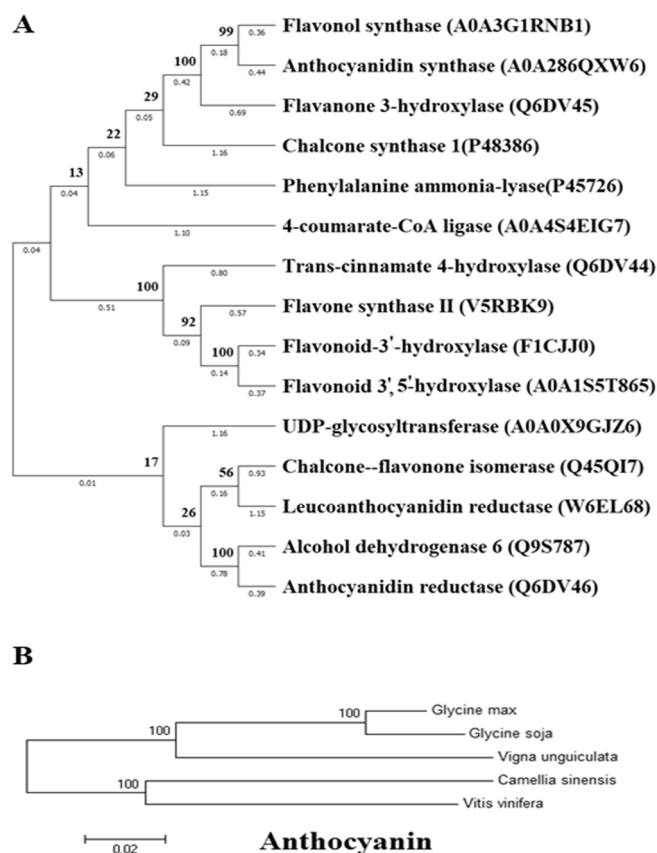 A
99
0.36
Flavonol synthase (A0A3G1RNB1)
0.18
100
0.44
Anthocyanidin synthase (A0A286QXW6)
0.42
29
0.69
Flavanone 3-hydroxylase (Q6DV45)
0.05
22
1.16
Chalcone synthase 1(P48386)
0.06
13
1.15
Phenylalanine ammonia-lyase(P45726)
0.04
1.10
4-coumarate-CoA ligase (A0A4S4EIG7)
0.04
100
0.80
Trans-cinnamate 4-hydroxylase (Q6DV44)
0.51
92
0.57
Flavone synthase II (V5RBK9)
0.09
100
0.34
Flavonoid-3'-hydroxylase (F1CJJ0)
0.14
0.37
Flavonoid 3', 5'-hydroxylase (A0A1S5T865)
1.16
UDP-glycosyltransferase (A0A0X9GJZ6)
17
0.01
56
0.93
Chalcone--flavonone isomerase (Q45QI7)
0.16
26
1.15
Leucoanthocyanidin reductase (W6EL68)
0.03
100
0.41
Alcohol dehydrogenase 6 (Q9S787)
0.78
0.39
Anthocyanidin reductase (Q6DV46)
B
100
Glycine max
100
Glycine soja
Vigna unguiculata
100
Camellia sinensis
Vitis vinifera
0.02
Anthocyanin